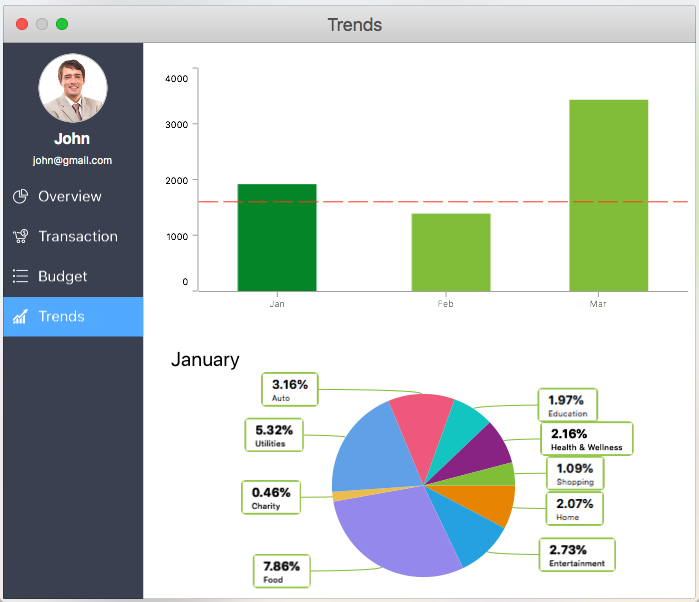 Trends
John
john@gmail.com
Overview
Transaction
Budget
Trends
4000
3000
2000
1000
0
Jan
Feb
Mar
January
3.16%
Auto
5.32%
Utilities
0.46%
Charity
7.86%
Food
1.97%
Education
2.16%
Health & Wellness
1.09%
Shopping
2.07%
Home
2.73%
Entertainment